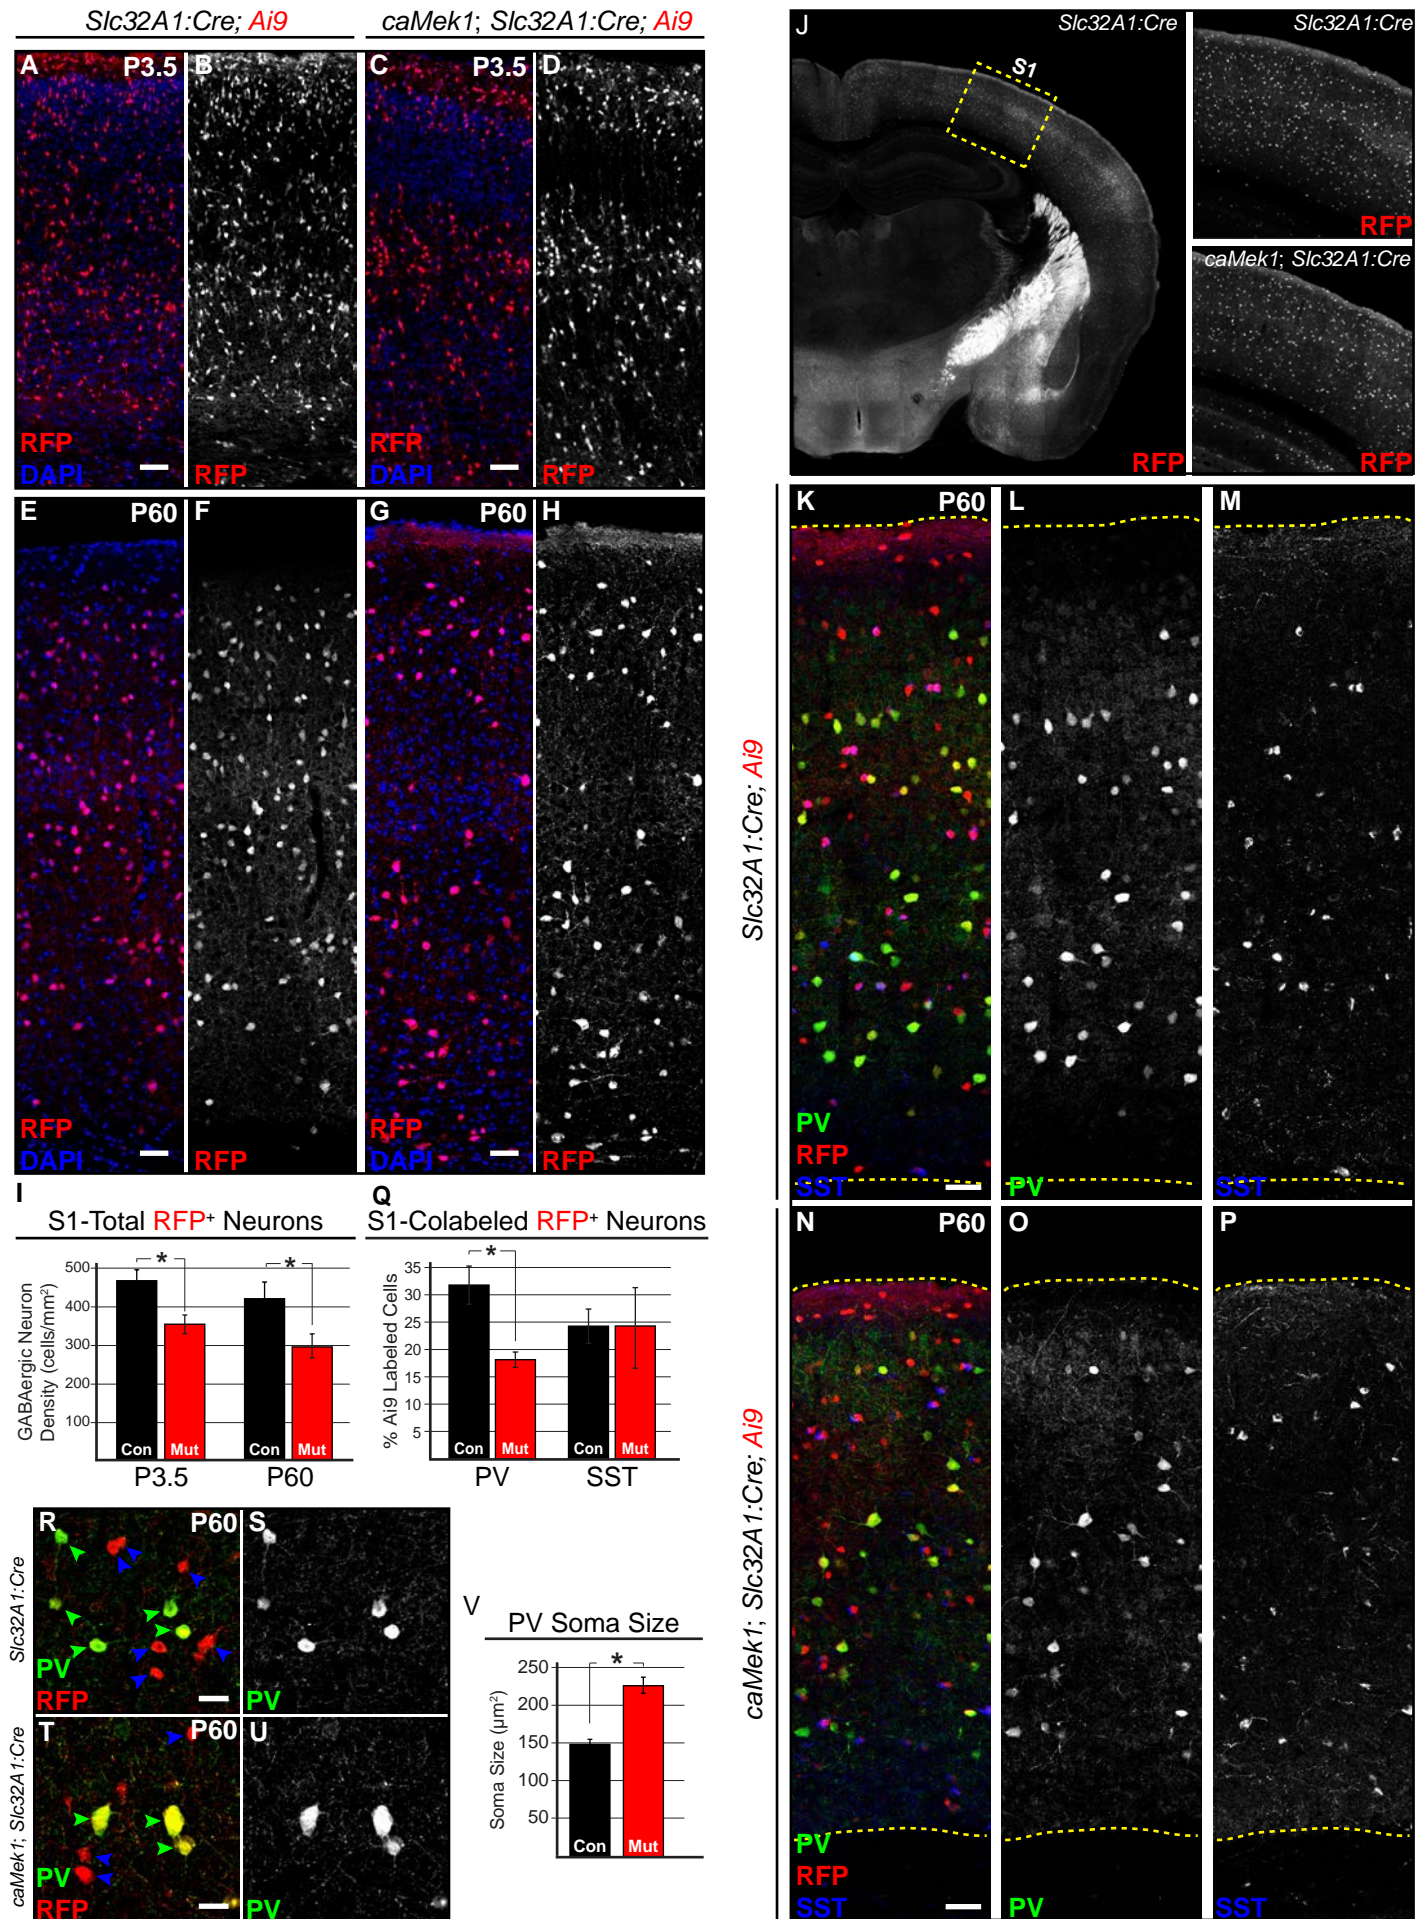 Slc32A1:Cre; Ai9
caMek1; Slc32A1:Cre; Ai9
A P3.5 B
RFP
DAPI RFP
C P3.5 D
RFP
DAPI RFP
E P60 F
RFP
DAPI RFP
G P60 H
RFP
DAPI RFP
I
S1-Total RFP+ Neurons
GABAergic Neuron
Density (cells/mm²)
500
400
300
200
100
Con Mut Con Mut
P3.5 P60
Q
S1-Colabeled RFP+ Neurons
% Ai9 Labeled Cells
35
30
25
20
15
10
5
Con Mut Con Mut
PV SST
* * *
R P60 S
Slc32A1:Cre
PV
RFP PV
T P60 U
caMek1; Slc32A1:Cre
PV
RFP PV
V
PV Soma Size
Soma Size (µm²)
250
200
150
100
50
*
Con Mut
J Slc32A1:Cre
S1
RFP
Slc32A1:Cre
RFP
caMek1; Slc32A1:Cre
RFP
Slc32A1:Cre; Ai9
K P60 L M
PV
RFP
SST PV SST
caMek1; Slc32A1:Cre; Ai9
N P60 O P
PV
RFP
SST PV SST